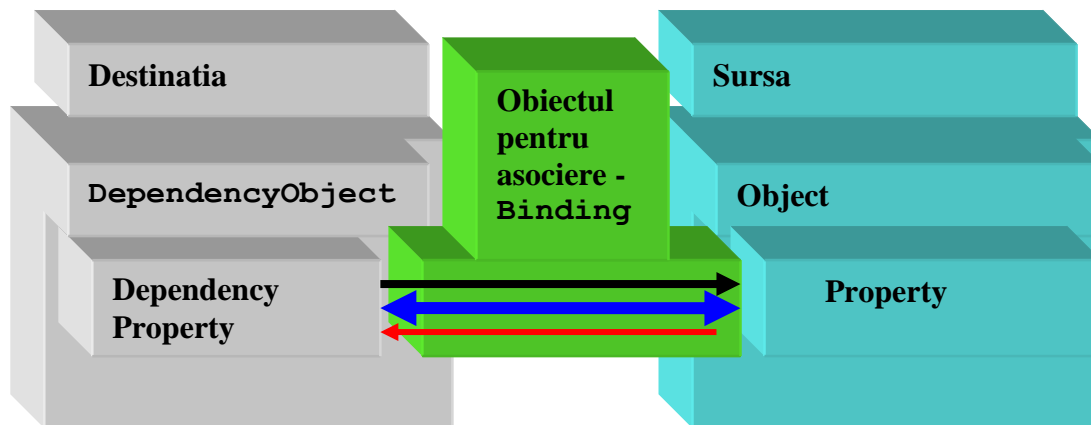 Destinatia
DependencyObject
Dependency
Property
Obiectul
pentru
asociere -
Binding
Sursa
Object
Property